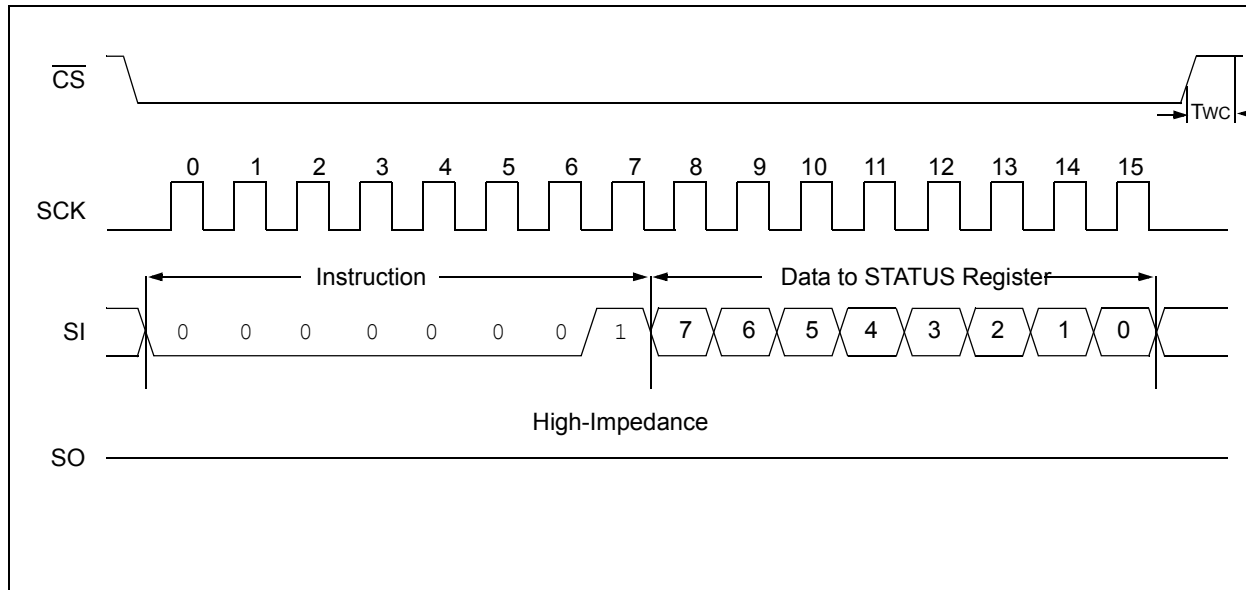 CS
TWC
0 1 2 3 4 5 6 7 8 9 10 11 12 13 14 15
SCK
Instruction Data to STATUS Register
SI 0 0 0 0 0 0 0 1 7 6 5 4 3 2 1 0
High-Impedance
SO